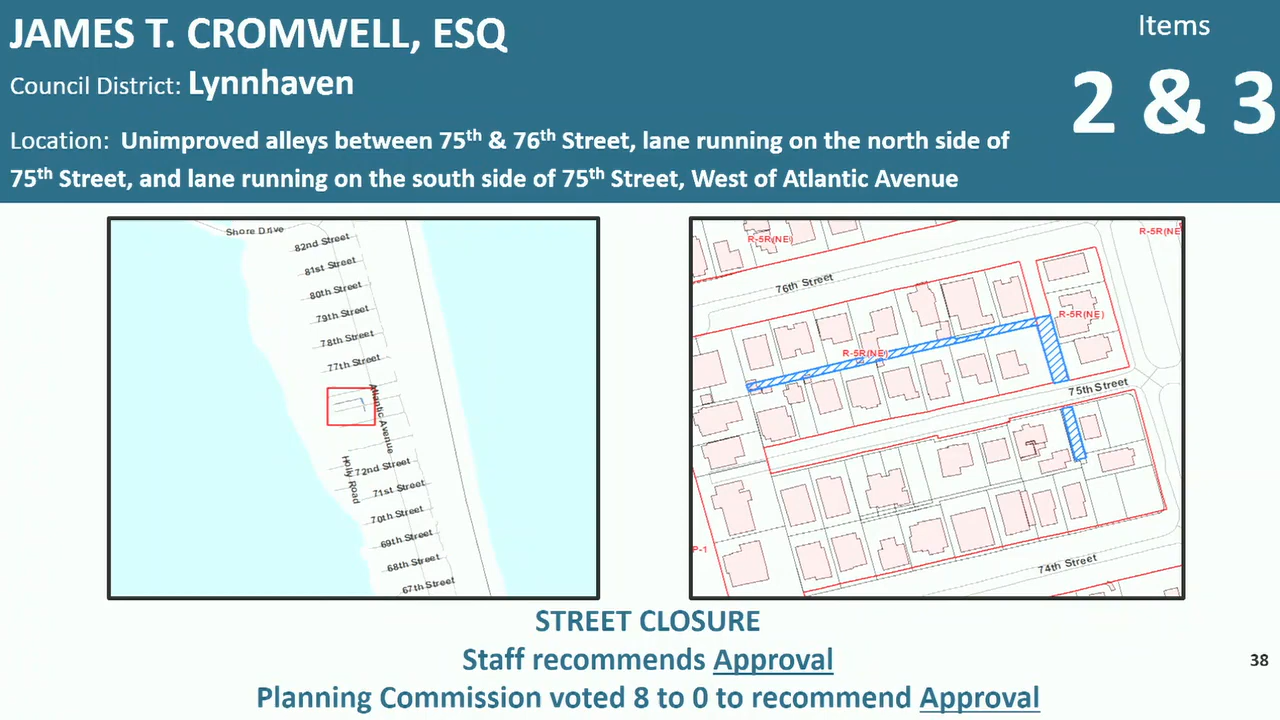 JAMES T. CROMWELL, ESQ
Items
Council District: Lynnhaven
2 & 3
Location: Unimproved alleys between 75th & 76th Street, lane running on the north side of
75th Street, and lane running on the south side of 75th Street, West of Atlantic Avenue
Shore Drive
82nd Street
81st Street
80th Street
79th Street
78th Street
77th Street
Atlantic Avenue
Holly Road
72nd Street
71st Street
70th Street
69th Street
68th Street
67th Street
R-5R(NE)
R-5R(NE
76th Street
R-5R(NE)
R-5R(NE)
75th Street
P-1
74th Street
STREET CLOSURE
Staff recommends Approval
38
Planning Commission voted 8 to 0 to recommend Approval